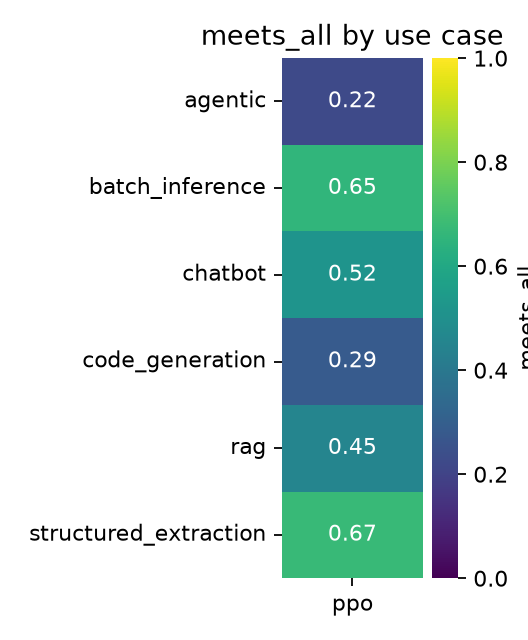 meets_all by use case
agentic
0.22
batch_inference
0.65
chatbot
0.52
code_generation
0.29
rag
0.45
structured_extraction
0.67
ppo
1.0
0.8
0.6
0.4
0.2
0.0
meets_all